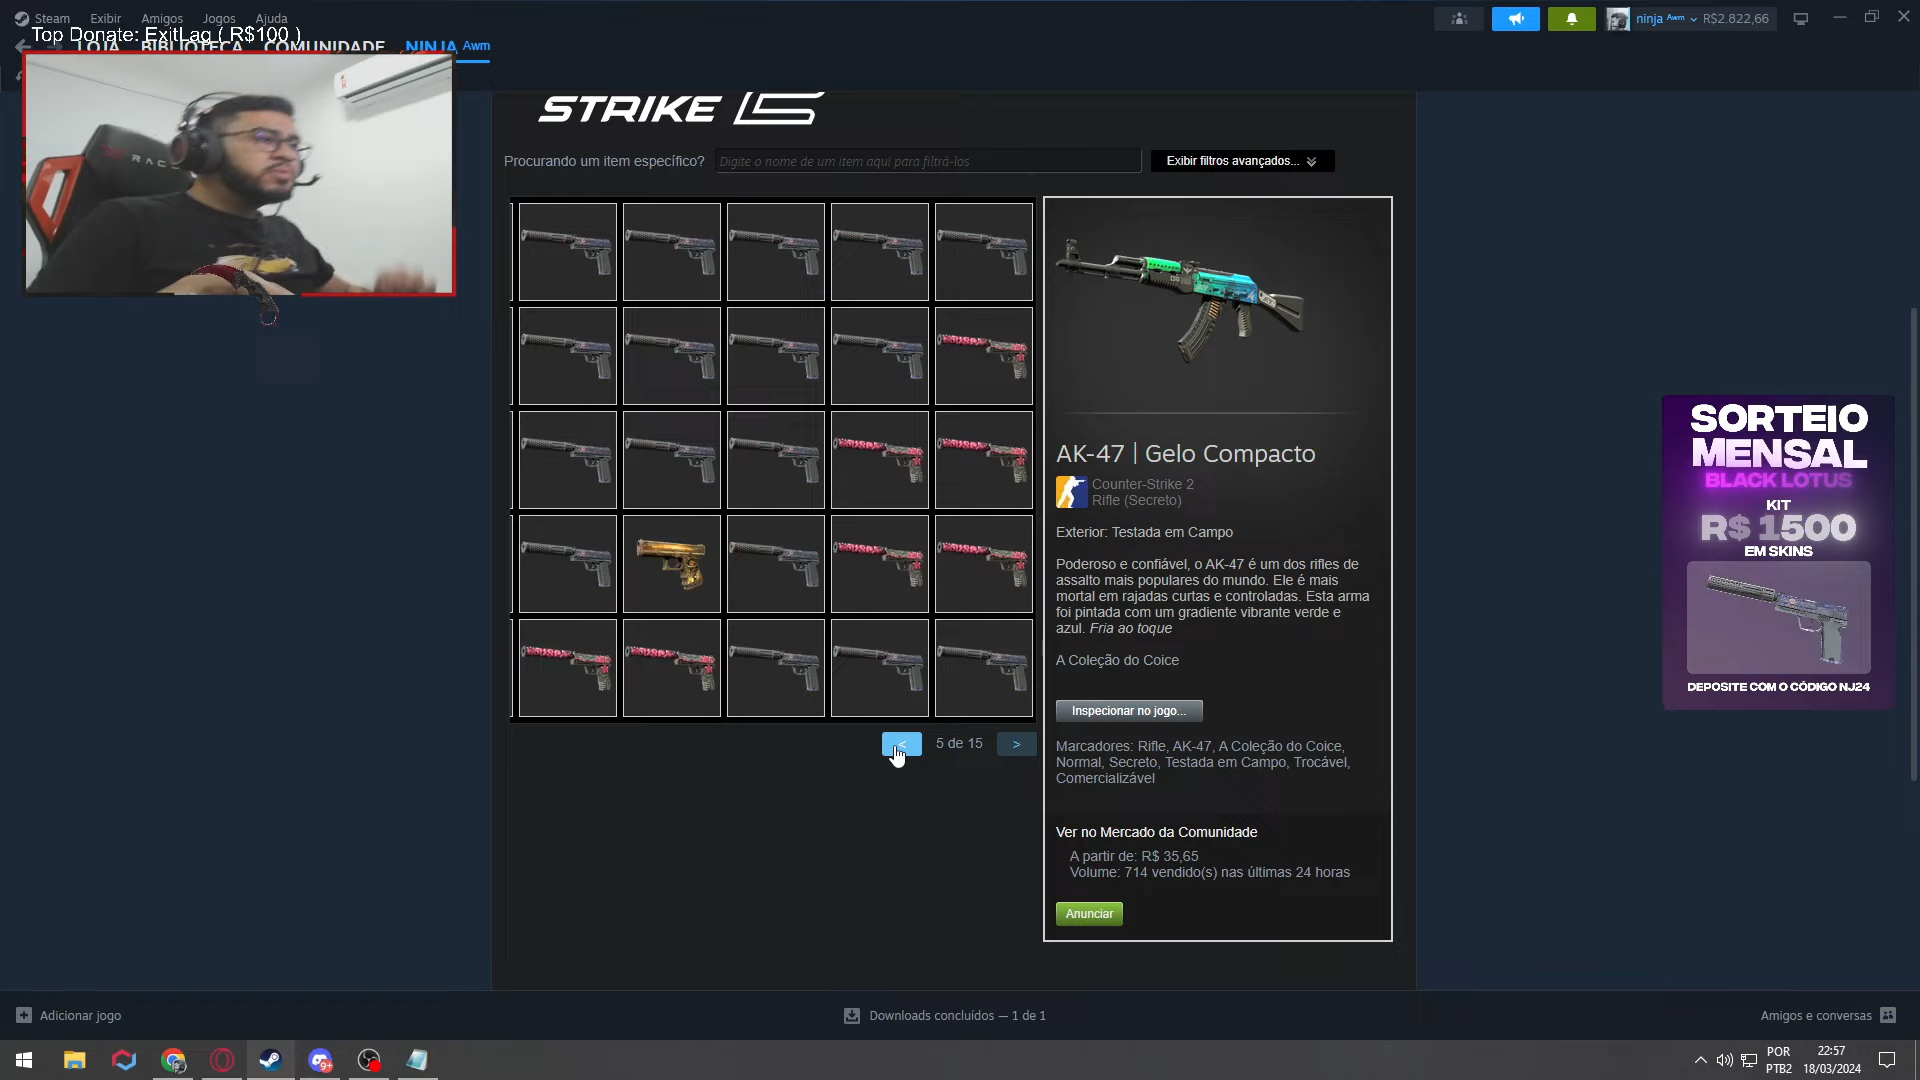 Steam Exibir Amigos Jogos Ajuda
ninja ᴬʷᵐ R$2.822,66
Top Donate: ExitLag ( R$100 )
LOJA BIBLIOTECA COMUNIDADE NINJA Awm
RAC
STRIKE
Procurando um item específico? Digite o nome de um item aqui para filtrá-los Exibir filtros avançados...
AK-47 | Gelo Compacto
Counter-Strike 2
Rifle (Secreto)
Exterior: Testada em Campo
Poderoso e confiável, o AK-47 é um dos rifles de
assalto mais populares do mundo. Ele é mais
mortal em rajadas curtas e controladas. Esta arma
foi pintada com um gradiente vibrante verde e
azul. Fria ao toque
A Coleção do Coice
Inspecionar no jogo...
< 5 de 15 >
Marcadores: Rifle, AK-47, A Coleção do Coice,
Normal, Secreto, Testada em Campo, Trocável,
Comercializável
Ver no Mercado da Comunidade
A partir de: R$ 35,65
Volume: 714 vendido(s) nas últimas 24 horas
Anunciar
SORTEIO
MENSAL
BLACK LOTUS
KIT
R$ 1500
EM SKINS
DEPOSITE COM O CÓDIGO NJ24
Adicionar jogo
Downloads concluídos — 1 de 1
Amigos e conversas
9+
POR
PTB2
22:57
18/03/2024